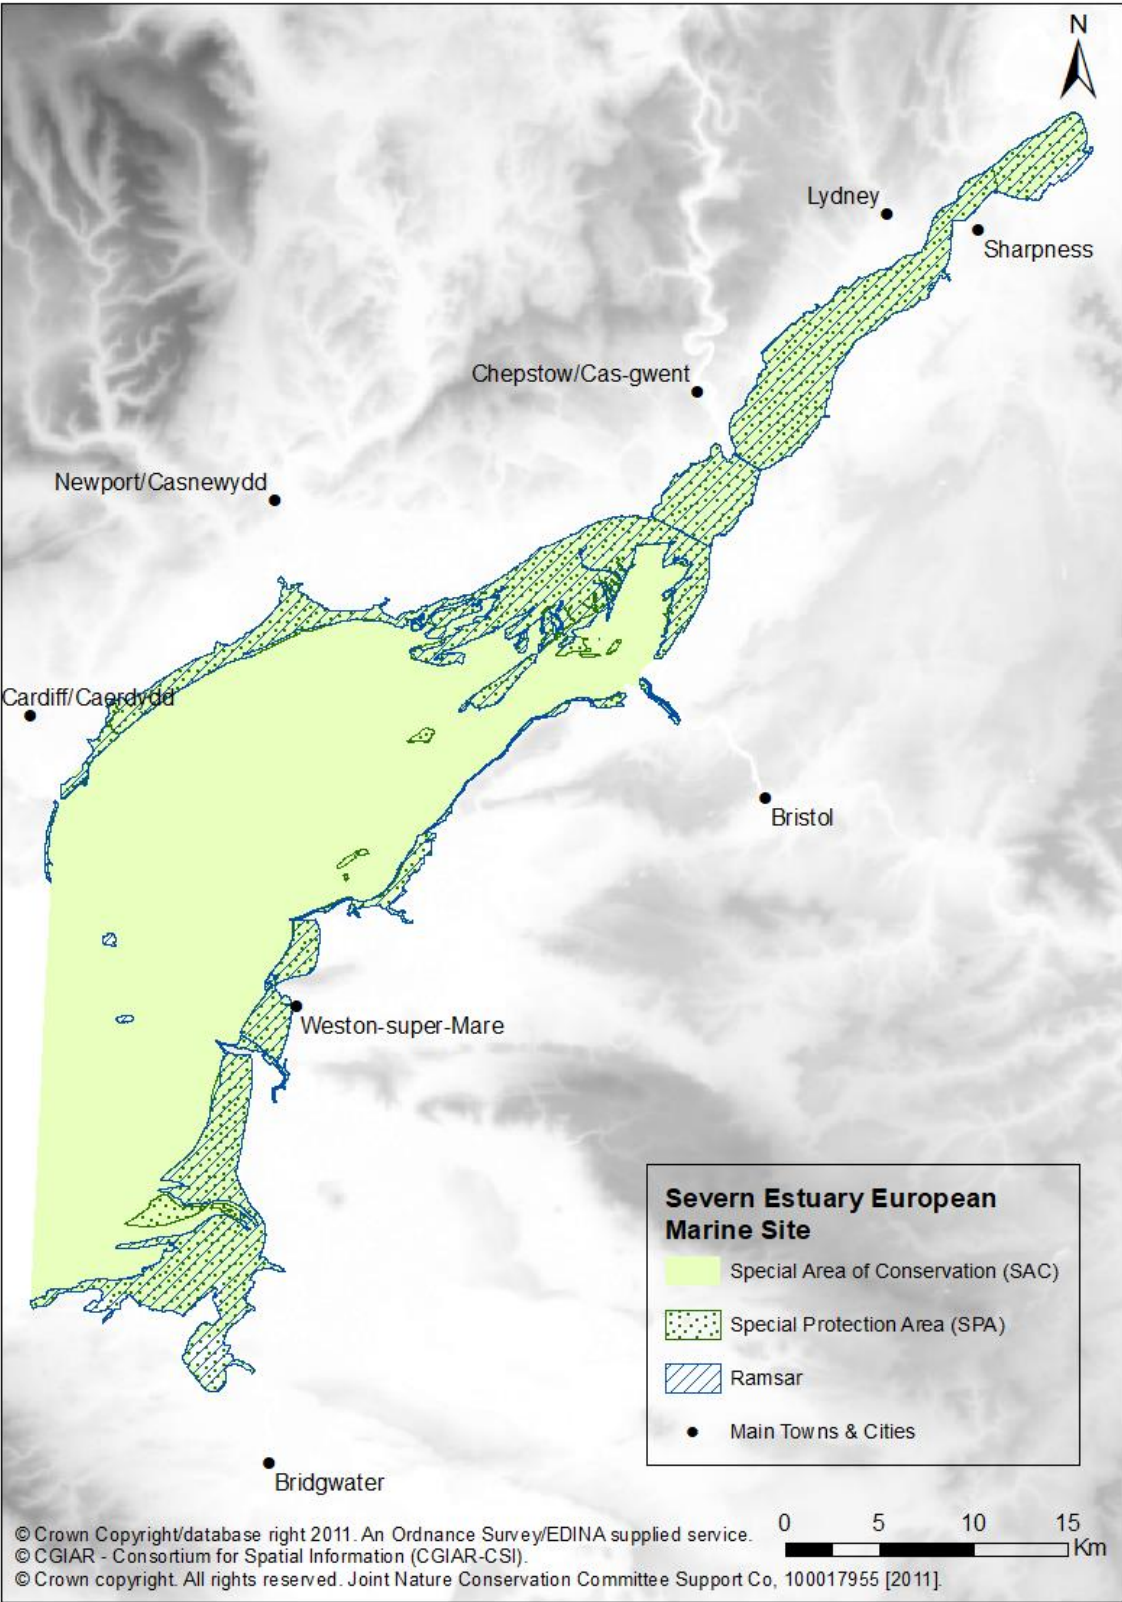 N
Lydney
Sharpness
Chepstow/Cas-gwent
Newport/Casnewydd
Cardiff/Caerdydd
Bristol
Weston-super-Mare
Severn Estuary European
Marine Site
Special Area of Conservation (SAC)
Special Protection Area (SPA)
Ramsar
Main Towns & Cities
Bridgwater
0 5 10 15
Km
© Crown Copyright/database right 2011. An Ordnance Survey/EDINA supplied service.
© CGIAR - Consortium for Spatial Information (CGIAR-CSI).
© Crown copyright. All rights reserved. Joint Nature Conservation Committee Support Co, 100017955 [2011].